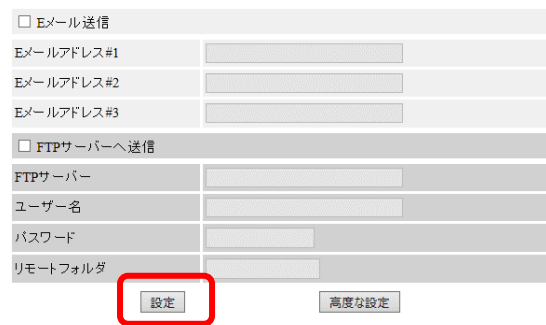 Eメール送信
Eメールアドレス#1
Eメールアドレス#2
Eメールアドレス#3
FTPサーバーへ送信
FTPサーバー
ユーザー名
パスワード
リモートフォルダ
設定 高度な設定